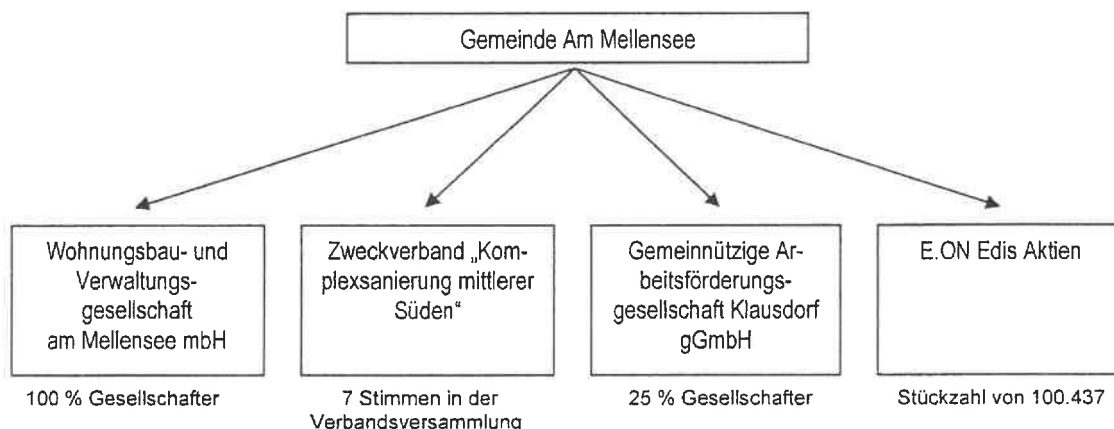 Gemeinde Am Mellensee
Wohnungsbau- und
Verwaltungs-
gesellschaft
am Mellensee mbH
100 % Gesellschafter
Zweckverband „Kom-
plexsanierung mittlerer
Süden“
7 Stimmen in der
Verbandsversammlung
Gemeinnützige Ar-
beitsförderungs-
gesellschaft Klausdorf
gGmbH
25 % Gesellschafter
E.ON Edis Aktien
Stückzahl von 100.437